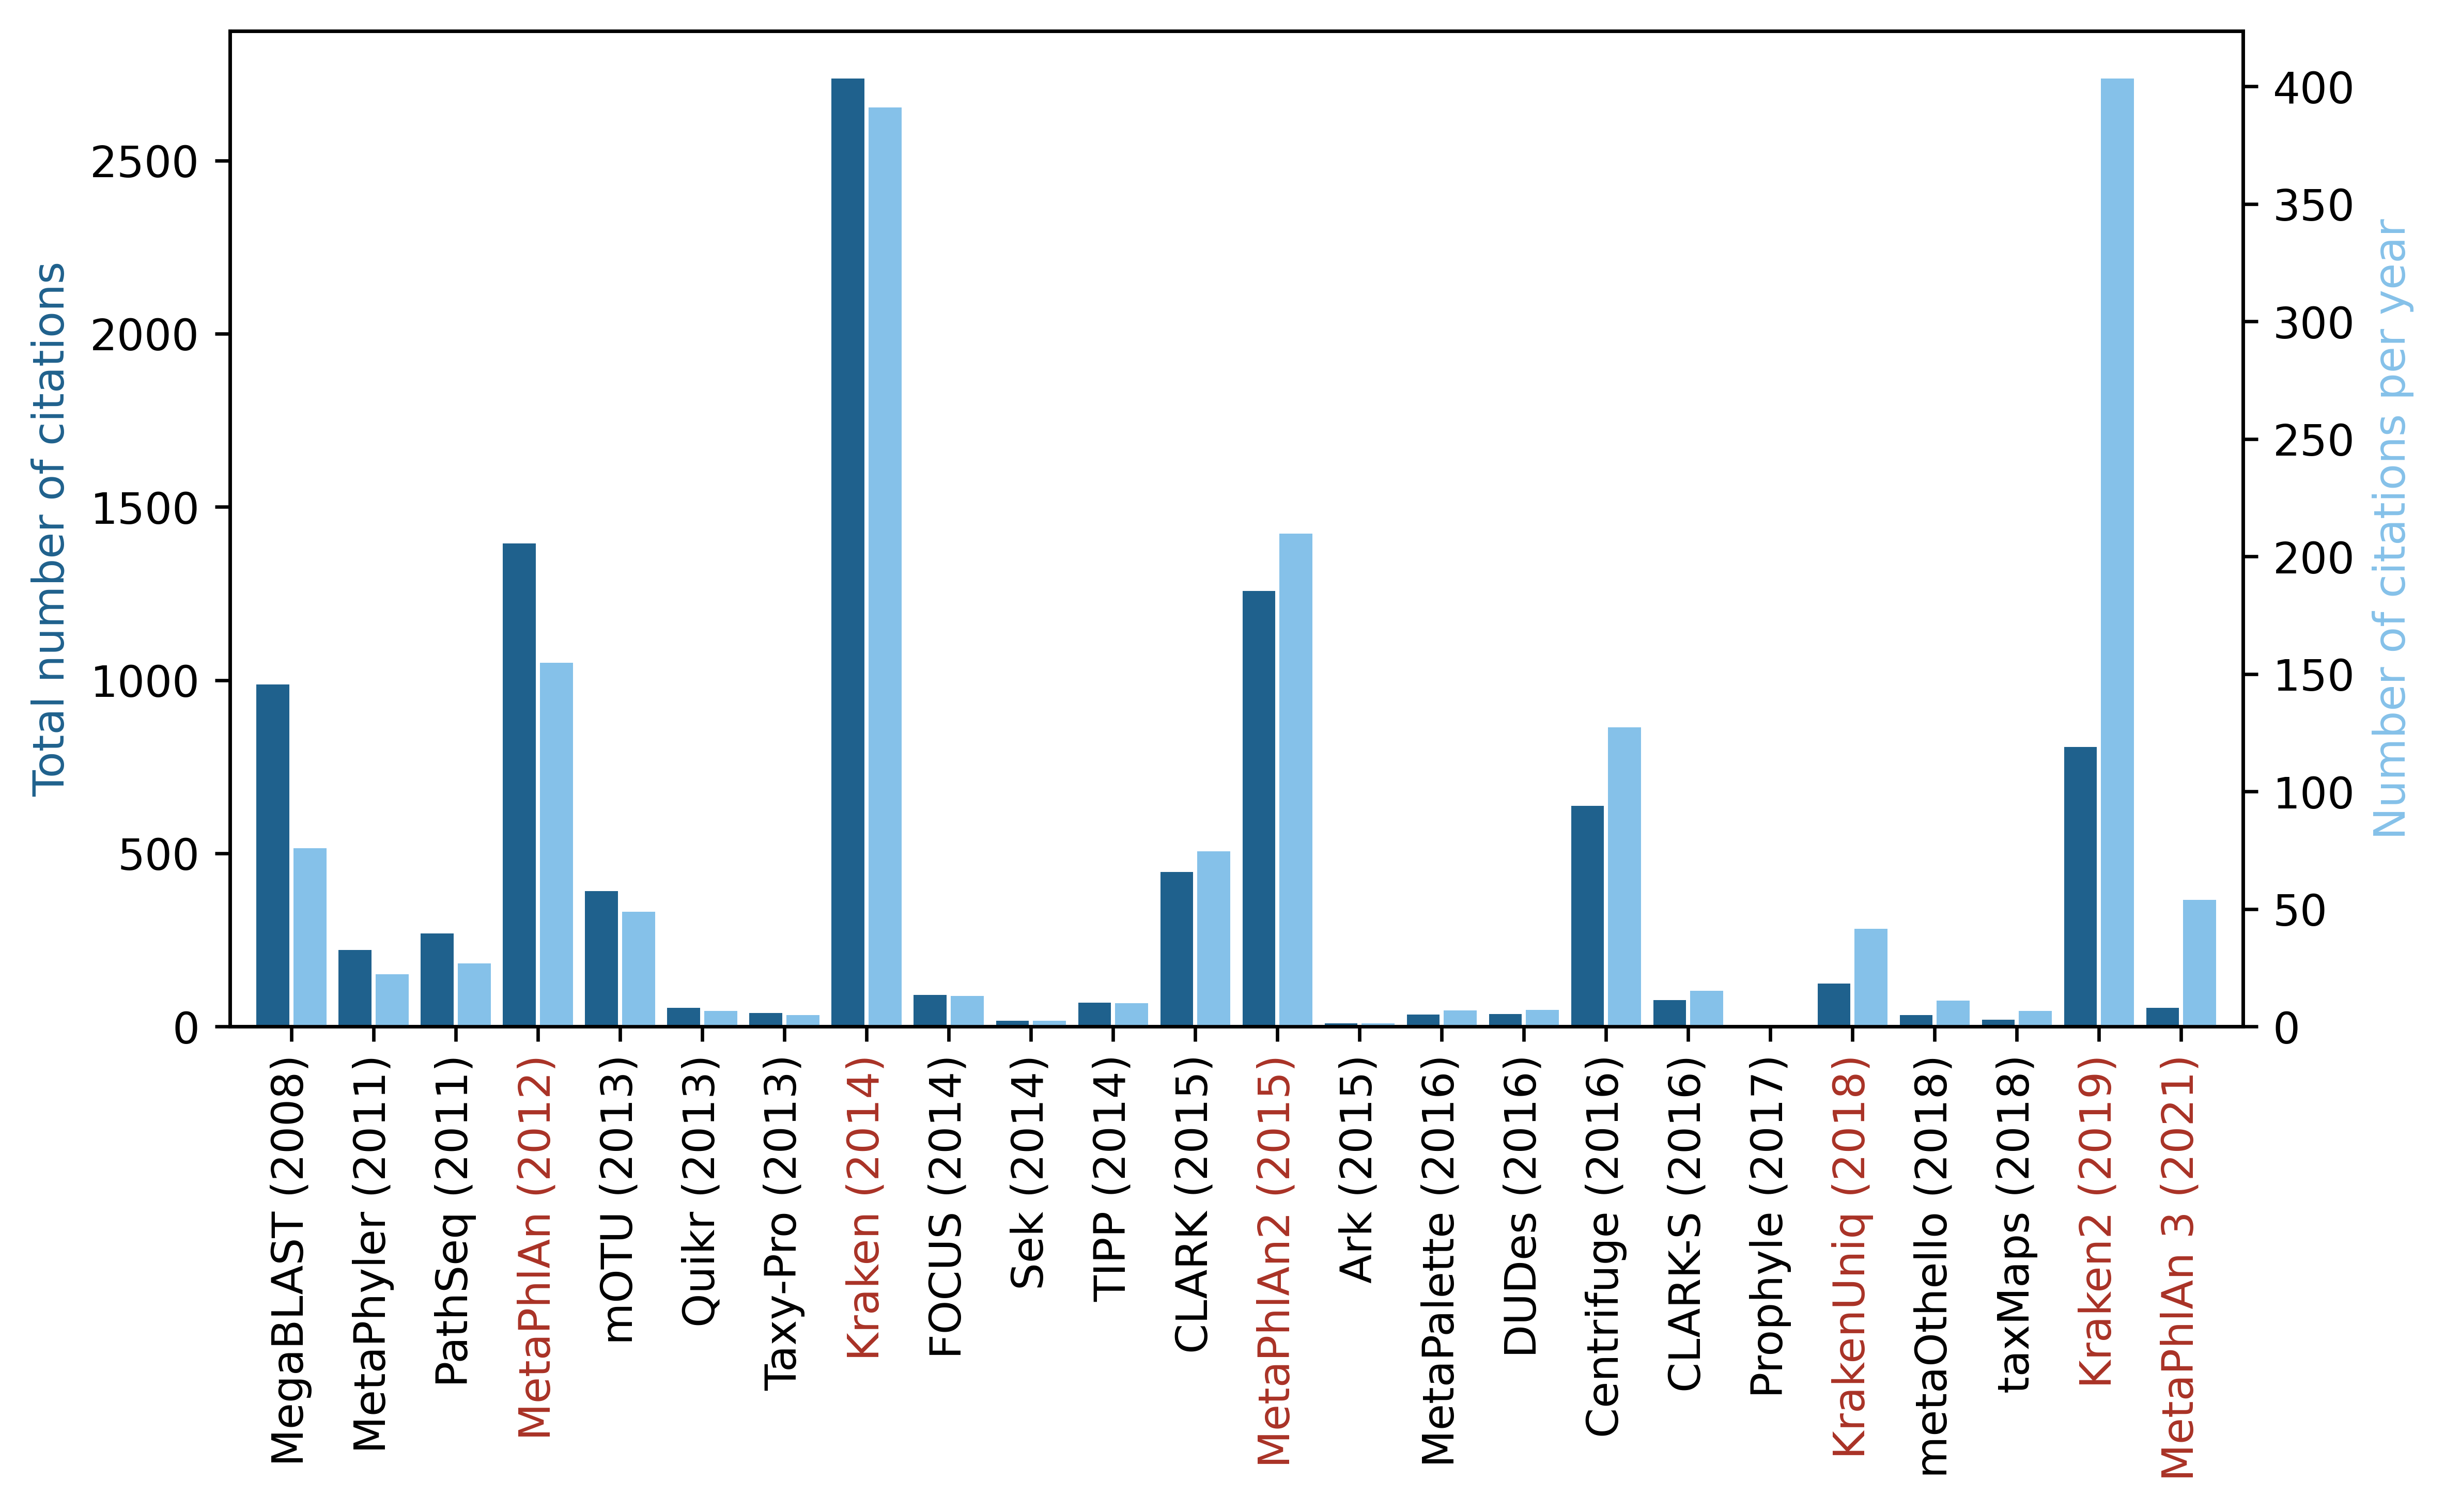 Total number of citations
2500
2000
1500
1000
500
0
400
350
300
250
200
150
100
50
0
Number of citations per year
MegaBLAST (2008)
MetaPhyler (2011)
PathSeq (2011)
MetaPhlAn (2012)
mOTU (2013)
Quikr (2013)
Taxy-Pro (2013)
Kraken (2014)
FOCUS (2014)
Sek (2014)
TIPP (2014)
CLARK (2015)
MetaPhlAn2 (2015)
Ark (2015)
MetaPalette (2016)
DUDes (2016)
Centrifuge (2016)
CLARK-S (2016)
Prophyle (2017)
KrakenUniq (2018)
metaOthello (2018)
taxMaps (2018)
Kraken2 (2019)
MetaPhlAn 3 (2021)